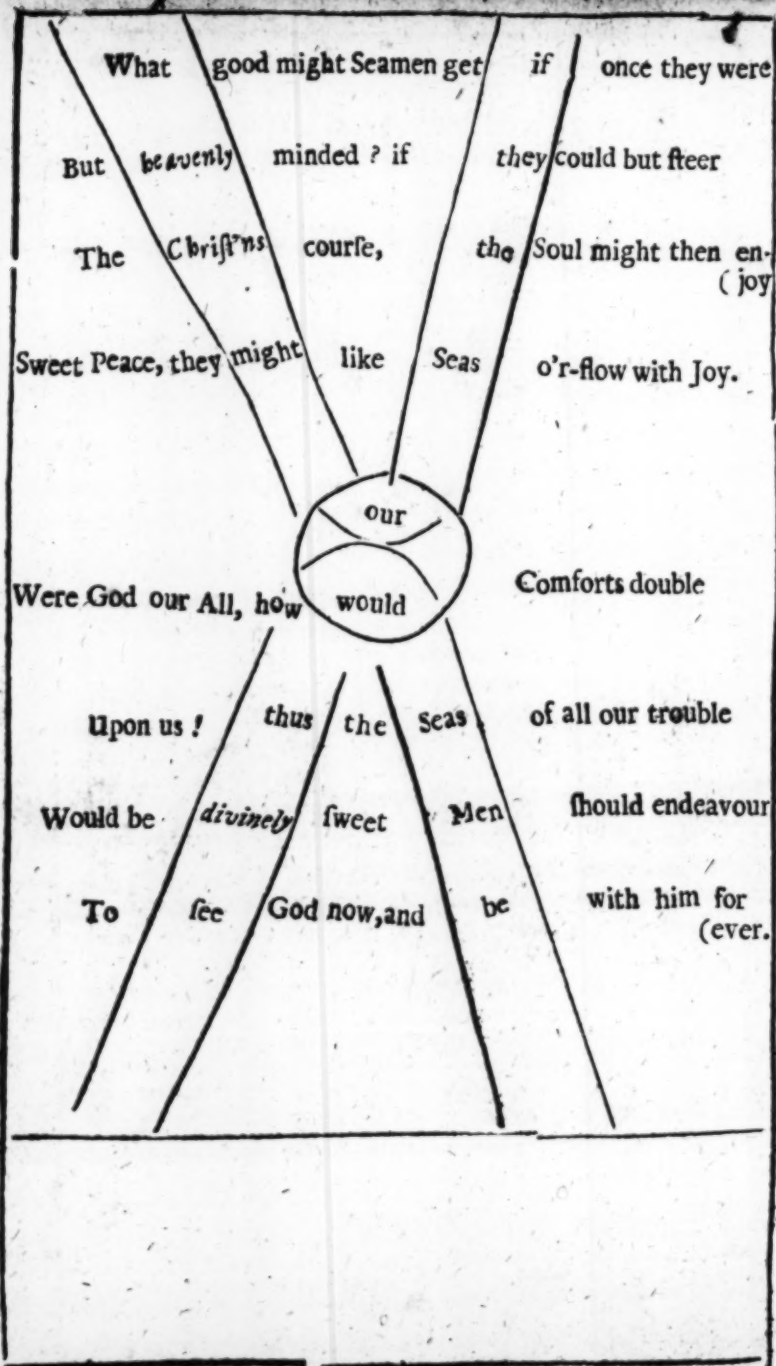 What good might Seamen get if once they were
But heavenly minded ? if they could but ſteer
The Chriſt'ns courſe, the Soul might then en-
( joy
Sweet Peace, they might like Seas o'r-flow with Joy.
our
Were God our All, how would Comforts double
Upon us ! thus the Seas of all our trouble
Would be divinely ſweet Men ſhould endeavour
To ſee God now, and be with him for
(ever.